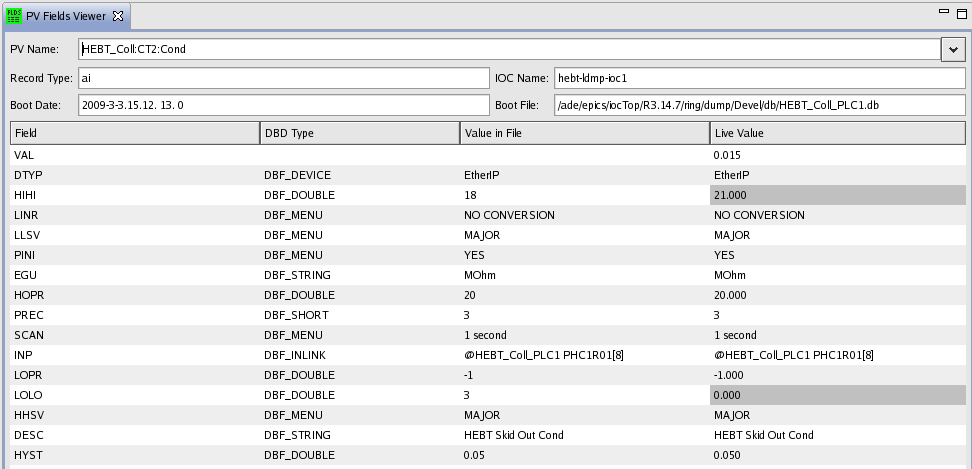 FLDS
PV Fields Viewer
PV Name: HEBT_Coll:CT2:Cond
Record Type: ai IOC Name: hebt-ldmp-ioc1
Boot Date: 2009-3-3.15.12. 13. 0 Boot File: /ade/epics/iocTop/R3.14.7/ring/dump/Devel/db/HEBT_Coll_PLC1.db
Field DBD Type Value in File Live Value
VAL 0.015
DTYP DBF_DEVICE EtherIP EtherIP
HIHI DBF_DOUBLE 18 21.000
LINR DBF_MENU NO CONVERSION NO CONVERSION
LLSV DBF_MENU MAJOR MAJOR
PINI DBF_MENU YES YES
EGU DBF_STRING MOhm MOhm
HOPR DBF_DOUBLE 20 20.000
PREC DBF_SHORT 3 3
SCAN DBF_MENU 1 second 1 second
INP DBF_INLINK @HEBT_Coll_PLC1 PHC1R01[8] @HEBT_Coll_PLC1 PHC1R01[8]
LOPR DBF_DOUBLE -1 -1.000
LOLO DBF_DOUBLE 3 0.000
HHSV DBF_MENU MAJOR MAJOR
DESC DBF_STRING HEBT Skid Out Cond HEBT Skid Out Cond
HYST DBF_DOUBLE 0.05 0.050